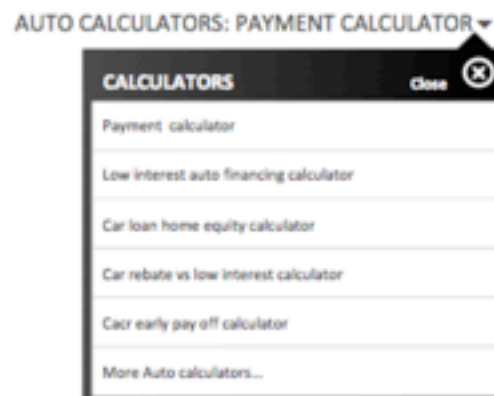 AUTO CALCULATORS: PAYMENT CALCULATOR
CALCULATORS Close
Payment calculator
Low interest auto financing calculator
Car loan home equity calculator
Car rebate vs low interest calculator
Cacr early pay off calculator
More Auto calculators...